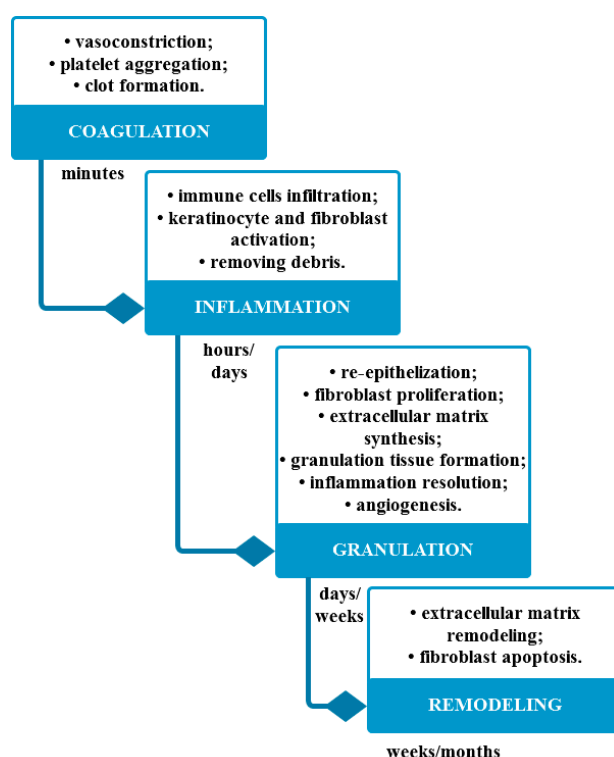 • vasoconstriction;
• platelet aggregation;
• clot formation.
COAGULATION
minutes
• immune cells infiltration;
• keratinocyte and fibroblast
activation;
• removing debris.
INFLAMMATION
hours/
days
• re-epithelization;
• fibroblast proliferation;
• extracellular matrix
synthesis;
• granulation tissue formation;
• inflammation resolution;
• angiogenesis.
GRANULATION
days/
weeks
• extracellular matrix
remodeling;
• fibroblast apoptosis.
REMODELING
weeks/months